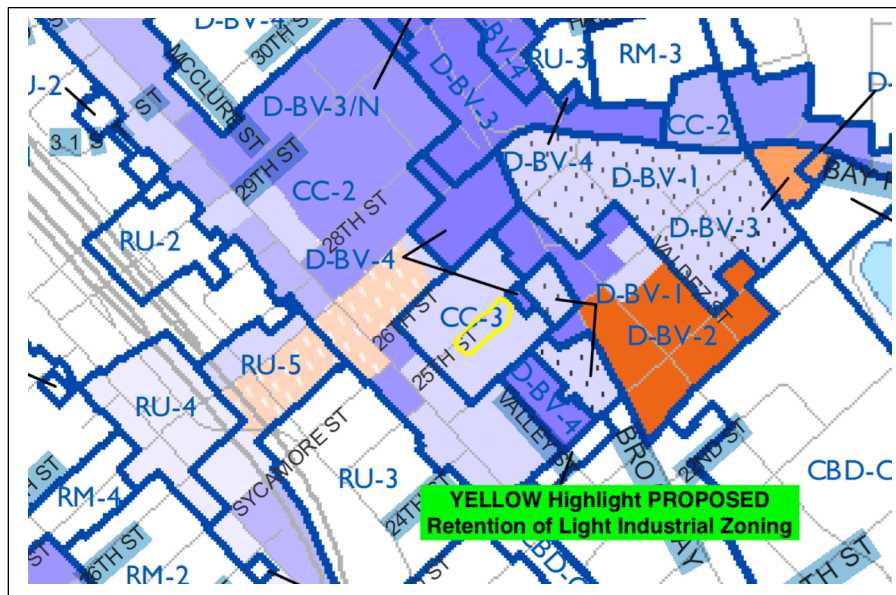 D-BV-4
30TH ST
MCCLURE ST
RU-3
RM-3
D-BV-4
D-
U-2
D-BV-3/N
D-BV-3
CC-2
31 S
ST
29TH ST
CC-2
D-BV-4
D-BV-1
BAY
RU-2
28TH ST
D-BV-3
D-BV-4
VALDEZ ST
26TH ST
D-BV-1
CC-3
D-BV-2
25TH ST
RU-5
RU-4
D-BV-4
VALLEY ST
BRO
AY
22ND ST
SYCAMORE ST
RU-3
CBD-C
RM-4
24TH ST
YELLOW Highlight PROPOSED
Retention of Light Industrial Zoning
26TH ST
RM-2
BD-C
TH ST